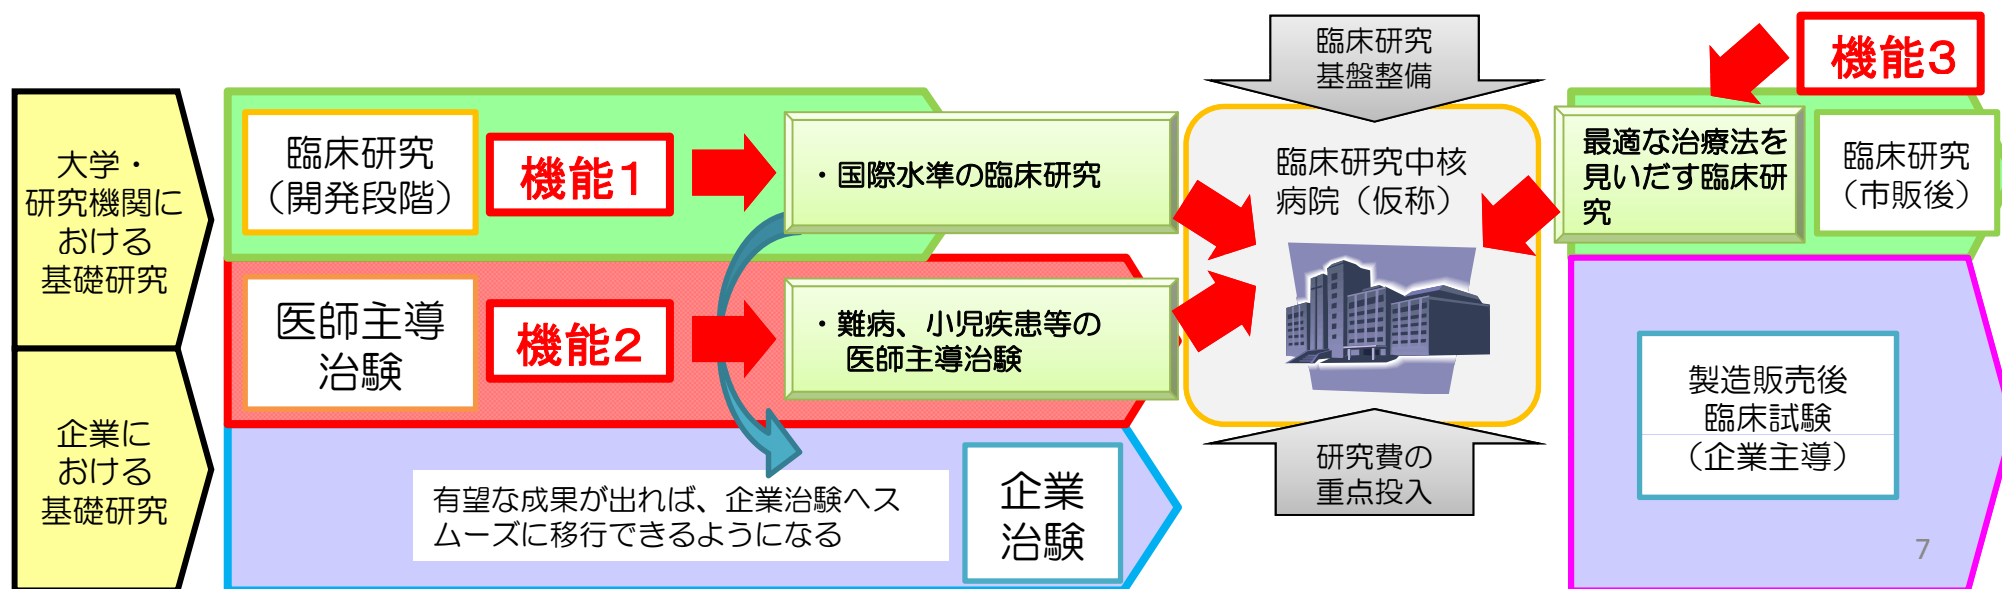 大学・
研究機関に
おける
基礎研究
企業に
おける
基礎研究
臨床研究
（開発段階）
機能１
・国際水準の臨床研究
医師主導
治験
機能２
・難病、小児疾患等の
医師主導治験
有望な成果が出れば、企業治験へス
ムーズに移行できるようになる
企業
治験
臨床研究
基盤整備
臨床研究中核
病院（仮称）
研究費の
重点投入
機能３
最適な治療法を
見いだす臨床研
究
臨床研究
（市販後）
製造販売後
臨床試験
（企業主導）
7